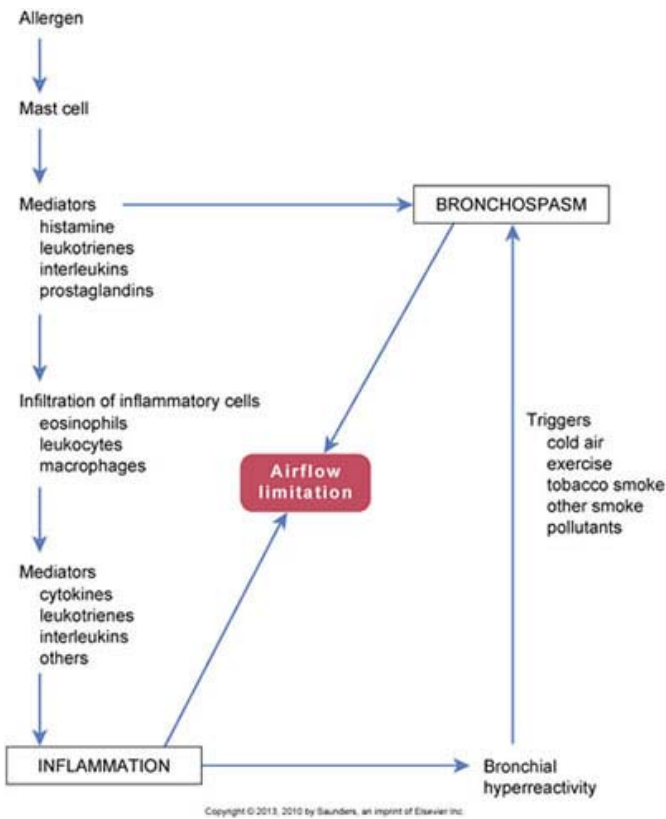 Allergen
Mast cell
Mediators
histamine
leukotrienes
interleukins
prostaglandins
BRONCHOSPASM
Infiltration of inflammatory cells
eosinophils
leukocytes
macrophages
Airflow
limitation
Triggers
cold air
exercise
tobacco smoke
other smoke
pollutants
Mediators
cytokines
leukotrienes
interleukins
others
INFLAMMATION
Bronchial
hyperreactivity
Copyright © 2013, 2010 by Saunders, an imprint of Elsevier Inc.